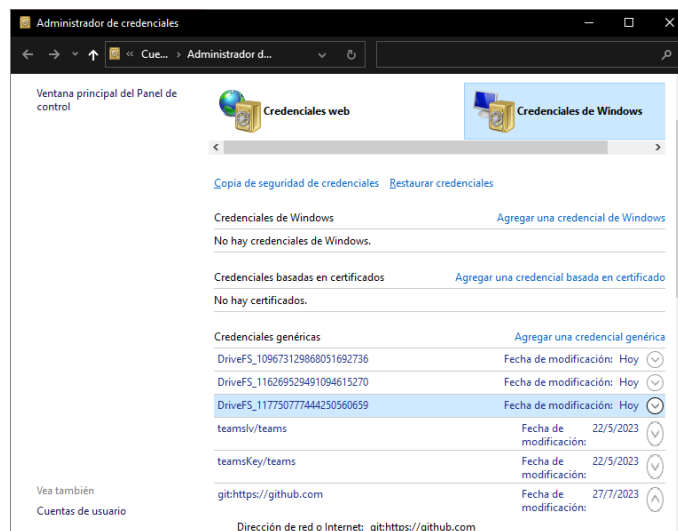 Administrador de credenciales
« Cue... › Administrador d...
Ventana principal del Panel de
control
Credenciales web
Credenciales de Windows
Copia de seguridad de credenciales Restaurar credenciales
Credenciales de Windows Agregar una credencial de Windows
No hay credenciales de Windows.
Credenciales basadas en certificados Agregar una credencial basada en certificado
No hay certificados.
Credenciales genéricas Agregar una credencial genérica
DriveFS_109673129868051692736 Fecha de modificación: Hoy
DriveFS_116269529491094615270 Fecha de modificación: Hoy
DriveFS_117750777444250560659 Fecha de modificación: Hoy
teamsIv/teams Fecha de 22/5/2023
modificación:
teamsKey/teams Fecha de 22/5/2023
modificación:
git:https://github.com Fecha de 27/7/2023
modificación:
Dirección de red o Internet: git:https://github.com
Vea también
Cuentas de usuario